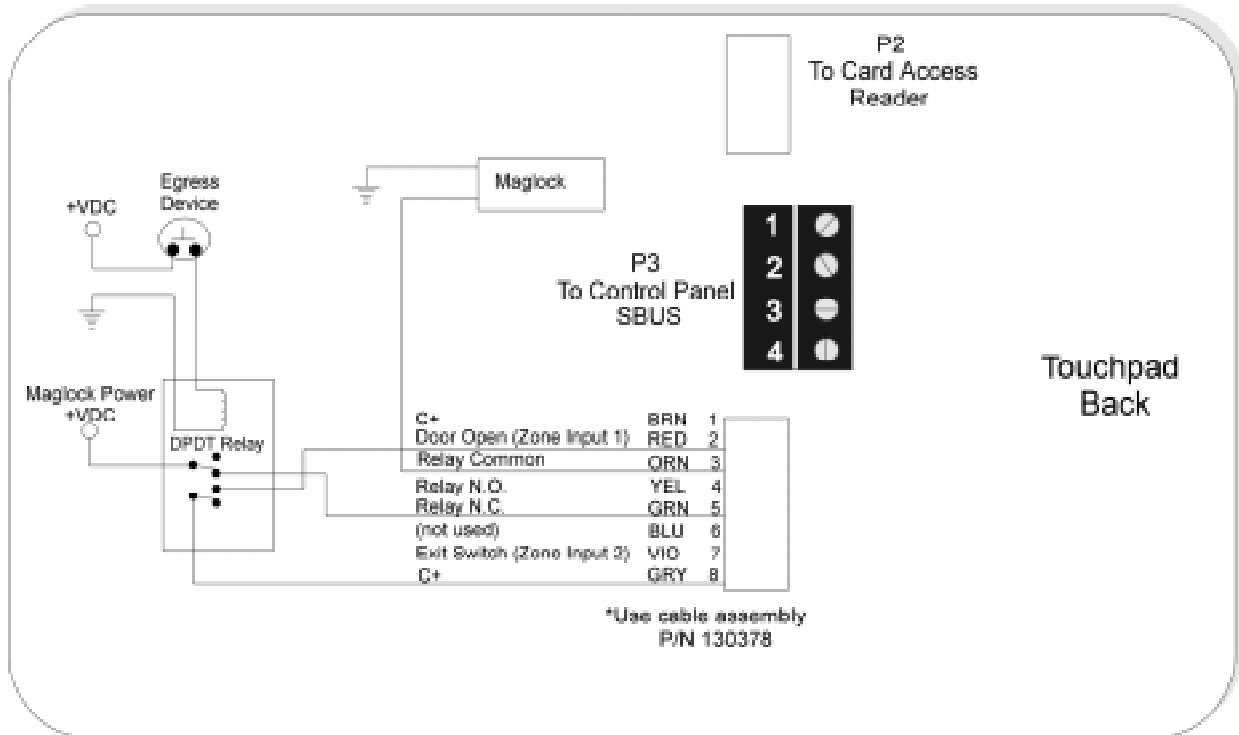 P2
To Card Access
Reader
Maglock
Egress
Device
+VDC
1
2
3
4
P3
To Control Panel
SBUS
Touchpad
Back
Maglock Power
+VDC
DPDT Relay
C+ BRN 1
Door Open (Zone Input 1) RED 2
Relay Common ORN 3
Relay N.O. YEL 4
Relay N.C. GRN 5
(not used) BLU 6
Exit Switch (Zone Input 2) VIO 7
C+ GRY 8
*Use cable assembly
P/N 130378